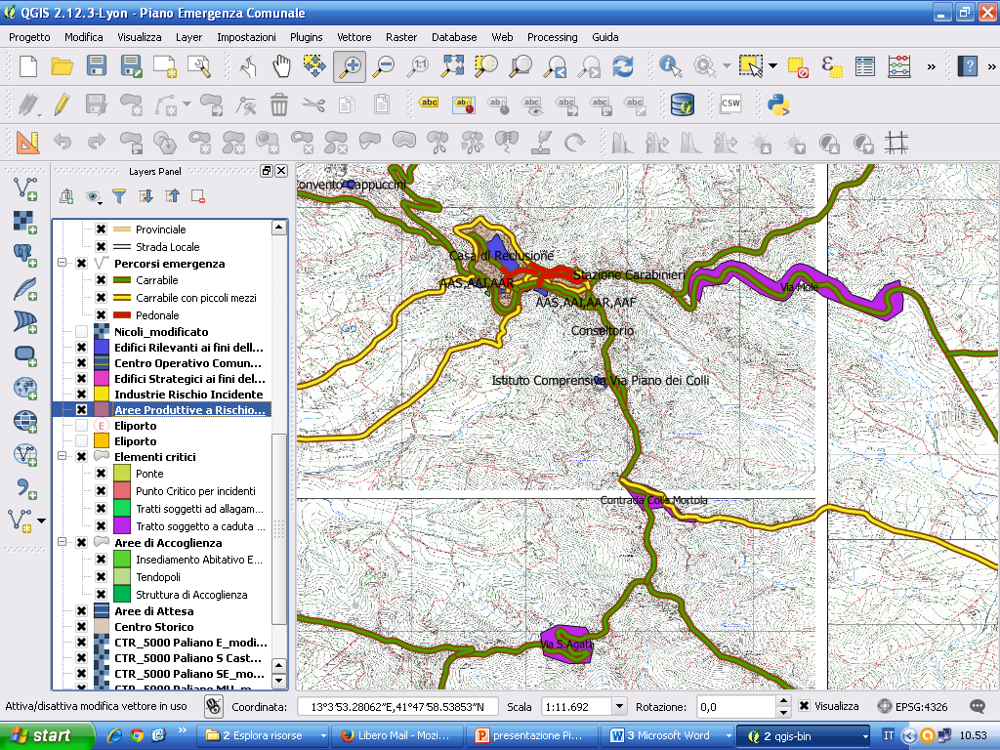 QGIS 2.12.3-Lyon - Piano Emergenza Comunale
Progetto Modifica Visualizza Layer Impostazioni Plugins Vettore Raster Database Web Processing Guida
Layers Panel
Provinciale
Strada Locale
Percorsi emergenza
Carrabile
Carrabile con piccoli mezzi
Pedonale
Nicoli_modificato
Edifici Rilevanti ai fini dell...
Centro Operativo Comun...
Edifici Strategici ai fini del...
Industrie Rischio Incidente
Aree Produttive a Rischio...
Eliporto
Eliporto
Elementi critici
Ponte
Punto Critico per incidenti
Tratti soggetti ad allagam...
Tratto soggetto a caduta ...
Aree di Accoglienza
Insediamento Abitativo E...
Tendopoli
Struttura di Accoglienza
Aree di Attesa
Centro Storico
CTR_5000 Paliano E_modi...
CTR_5000 Paliano S Cast...
CTR_5000 Paliano SE_mo...
onvento Cappuccini
Casa di Reclusione
Stazione Carabinieri
AAS,AAI,AAR
AAS,AAI,AAR,AAF
Via Mole
Consultorio
Istituto Comprensivo Via Piano dei Colli
Contrada Colle Mortola
Via S.Agata
Attiva/disattiva modifica vettore in uso Coordinata: 13°3'53.28062"E,41°47'58.53853"N Scala 1:11.692 Rotazione: 0,0 Visualizza EPSG:4326
start 2 Esplora risorse Libero Mail - Mozi... presentazione Pi... 3 Microsoft Word 2 qgis-bin IT 10.53